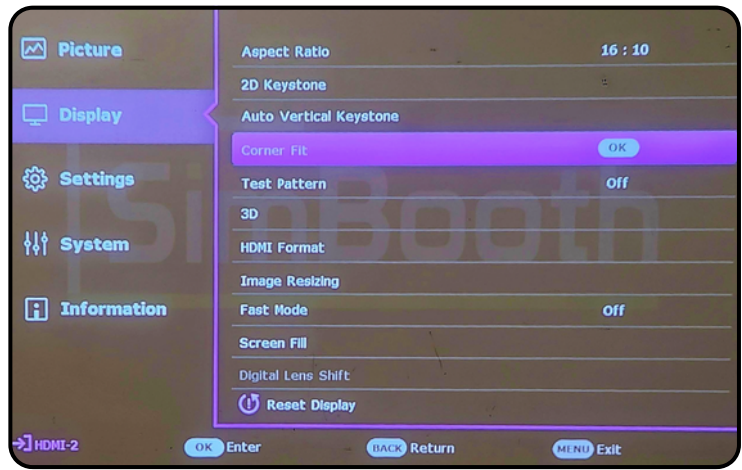 Picture
Display
Settings
System
Information
Aspect Ratio 16 : 10
2D Keystone
Auto Vertical Keystone
Corner Fit OK
Test Pattern Off
3D
HDMI Format
Image Resizing
Fast Mode Off
Screen Fill
Digital Lens Shift
Reset Display
SimBooth
HDMI-2 OK Enter BACK Return MENU Exit